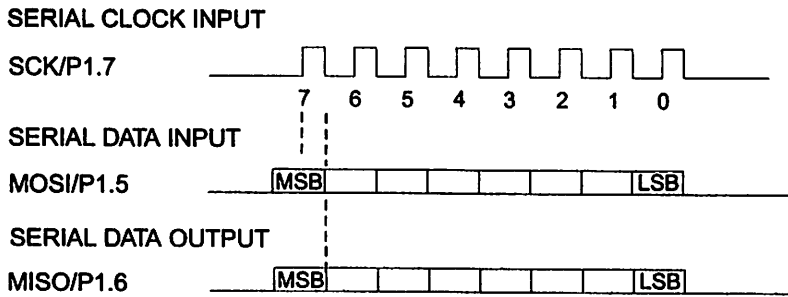 SERIAL CLOCK INPUT
SCK/P1.7
7 6 5 4 3 2 1 0
SERIAL DATA INPUT
MOSI/P1.5 MSB LSB
SERIAL DATA OUTPUT
MISO/P1.6 MSB LSB